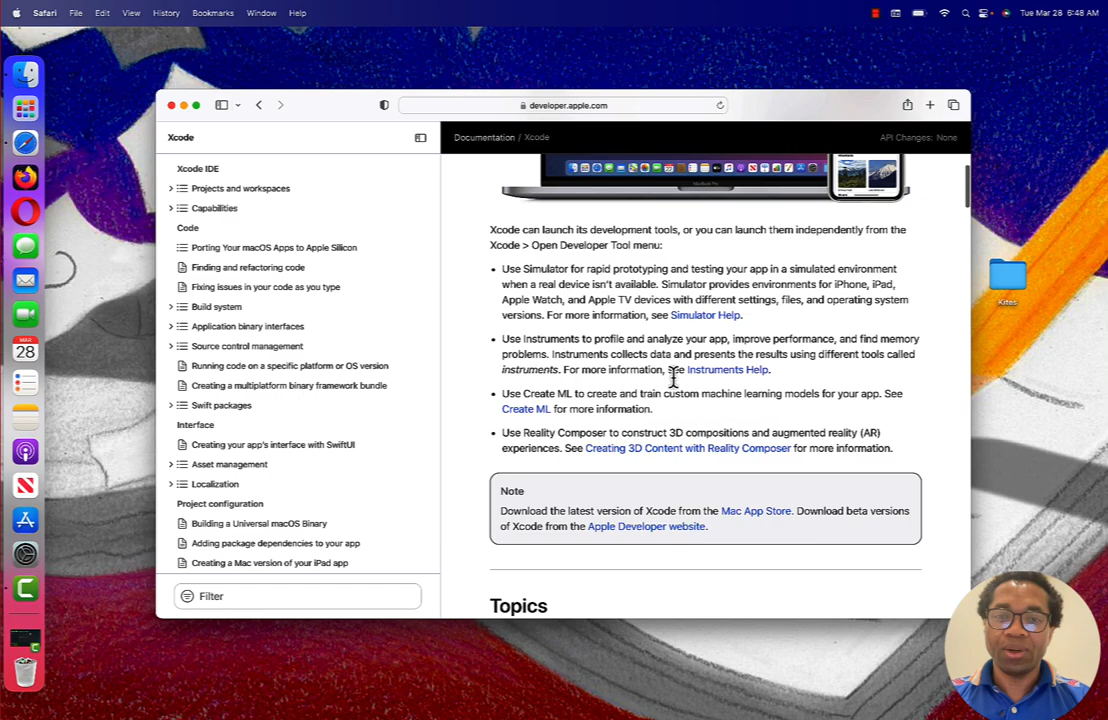 Safari File Edit View History Bookmarks Window Help
Tue Mar 28 6:48 AM
developer.apple.com
Xcode
Documentation / Xcode
API Changes: None
Xcode IDE
Projects and workspaces
Capabilities
Code
Porting Your macOS Apps to Apple Silicon
Finding and refactoring code
Fixing issues in your code as you type
Build system
Application binary interfaces
Source control management
Running code on a specific platform or OS version
Creating a multiplatform binary framework bundle
Swift packages
Interface
Creating your app's interface with SwiftUI
Asset management
Localization
Project configuration
Building a Universal macOS Binary
Adding package dependencies to your app
Creating a Mac version of your iPad app
Filter
Xcode can launch its development tools, or you can launch them independently from the
Xcode > Open Developer Tool menu:
• Use Simulator for rapid prototyping and testing your app in a simulated environment
when a real device isn't available. Simulator provides environments for iPhone, iPad,
Apple Watch, and Apple TV devices with different settings, files, and operating system
versions. For more information, see Simulator Help.
• Use Instruments to profile and analyze your app, improve performance, and find memory
problems. Instruments collects data and presents the results using different tools called
instruments. For more information, see Instruments Help.
• Use Create ML to create and train custom machine learning models for your app. See
Create ML for more information.
• Use Reality Composer to construct 3D compositions and augmented reality (AR)
experiences. See Creating 3D Content with Reality Composer for more information.
Note
Download the latest version of Xcode from the Mac App Store. Download beta versions
of Xcode from the Apple Developer website.
Topics
Kites
MAR
28